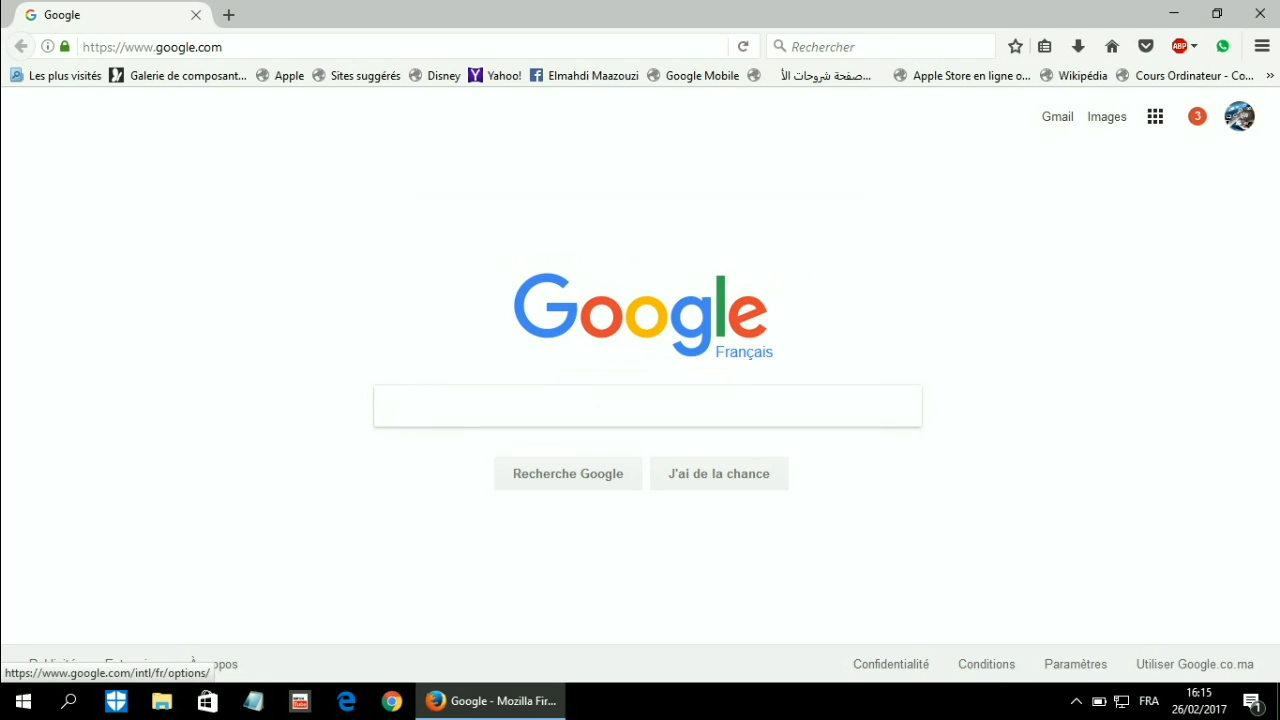 Google
https://www.google.com
Rechercher
ABP
Les plus visités
Galerie de composant...
Apple
Sites suggérés
Disney
Yahoo!
Elmahdi Maazouzi
Google Mobile
صفحة شروحات الأ...
Apple Store en ligne o...
Wikipédia
Cours Ordinateur - Co...
Gmail
Images
3
Google
Français
Recherche Google
J'ai de la chance
Confidentialité
Conditions
Paramètres
Utiliser Google.co.ma
https://www.google.com/intl/fr/options/
Google - Mozilla Fir...
FRA
16:15
26/02/2017
1